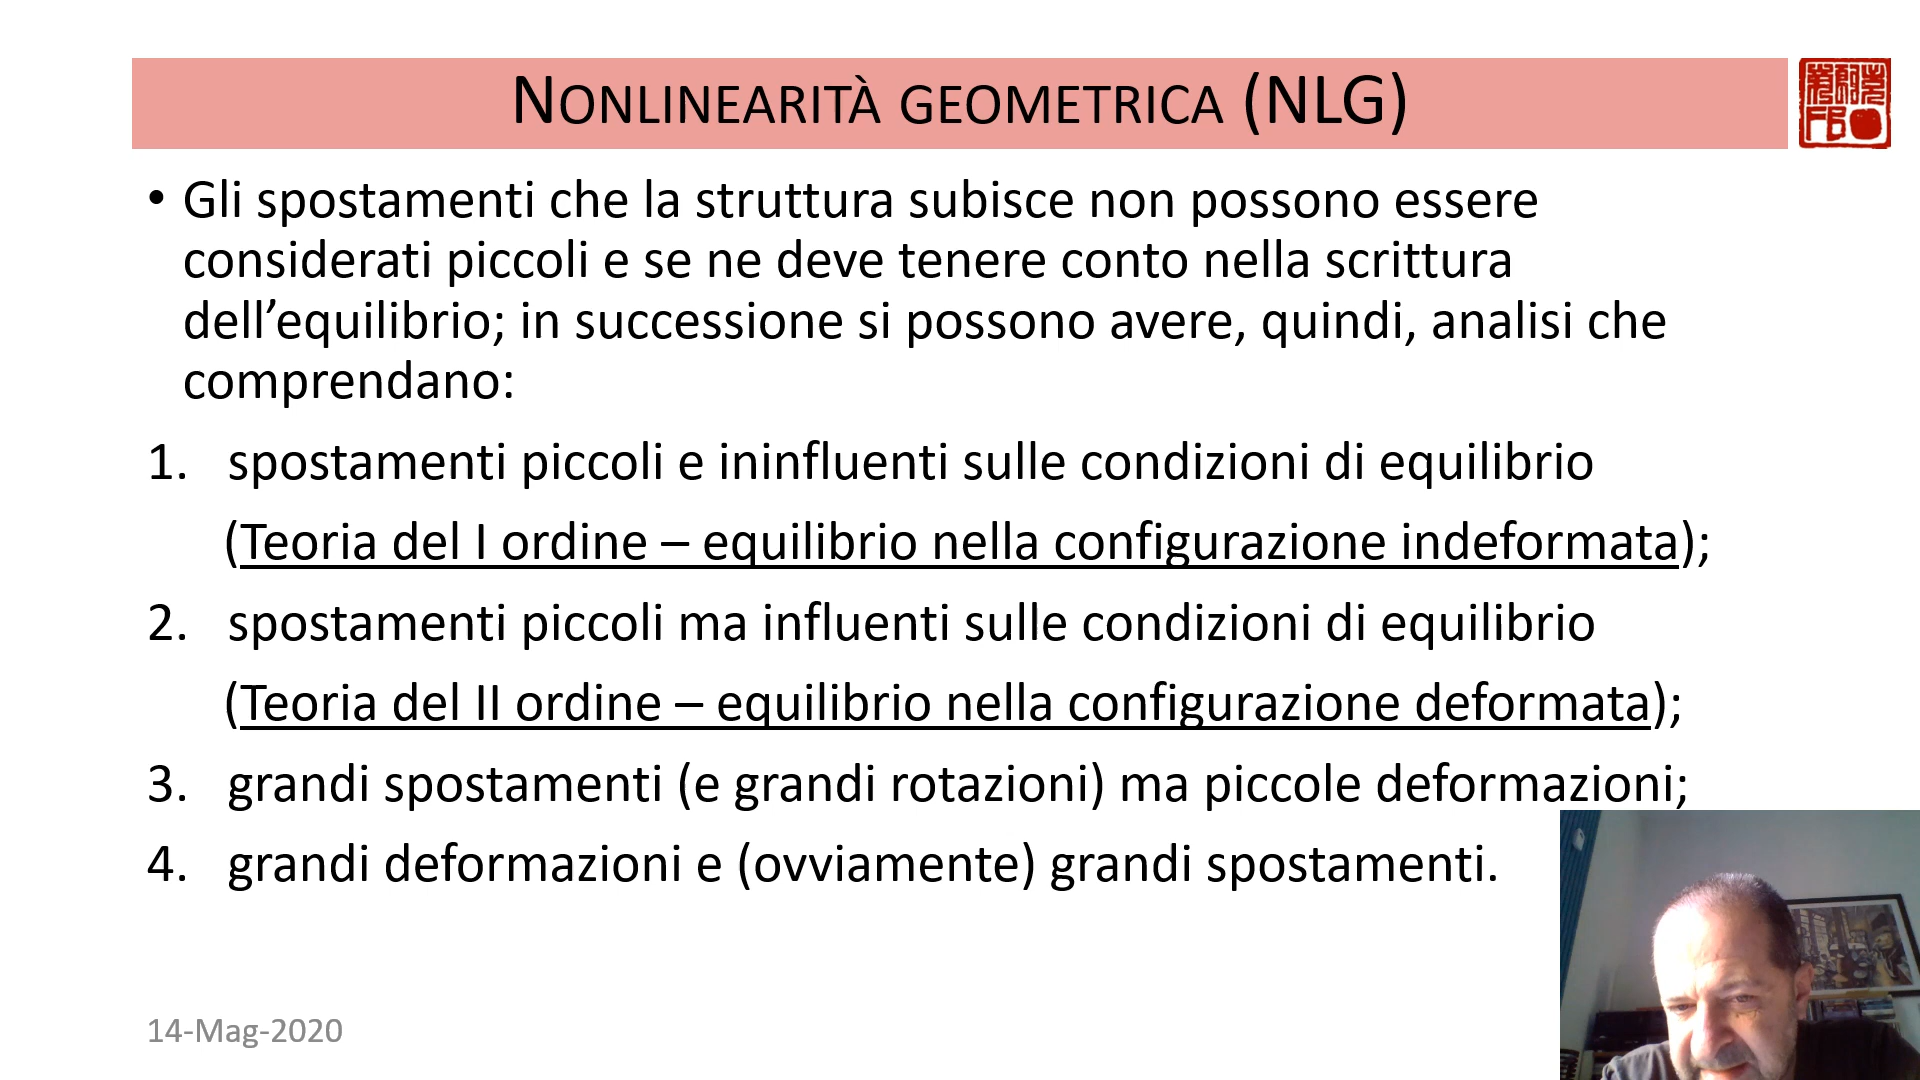 NONLINEARITÀ GEOMETRICA (NLG)
FB
• Gli spostamenti che la struttura subisce non possono essere
considerati piccoli e se ne deve tenere conto nella scrittura
dell’equilibrio; in successione si possono avere, quindi, analisi che
comprendano:
1. spostamenti piccoli e ininfluenti sulle condizioni di equilibrio
(Teoria del I ordine – equilibrio nella configurazione indeformata);
2. spostamenti piccoli ma influenti sulle condizioni di equilibrio
(Teoria del II ordine – equilibrio nella configurazione deformata);
3. grandi spostamenti (e grandi rotazioni) ma piccole deformazioni;
4. grandi deformazioni e (ovviamente) grandi spostamenti.
14-Mag-2020